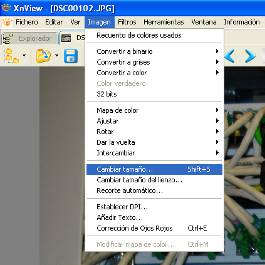 XnView - [DSC00102.JPG]
Fichero Editar Ver Imagen Filtros Herramientas Ventana Información
Explorador DS
Recuento de colores usados
Convertir a binario
Convertir a grises
Convertir a color
Color verdadero
32 bits
Mapa de color
Ajustar
Rotar
Dar la vuelta
Intercambiar
Cambiar tamaño... Shift+S
Cambiar tamaño del lienzo...
Recorte automático...
Establecer DPI...
Añadir Texto...
Corrección de Ojos Rojos Ctrl+E
Modificar mapa de color... Ctrl+M